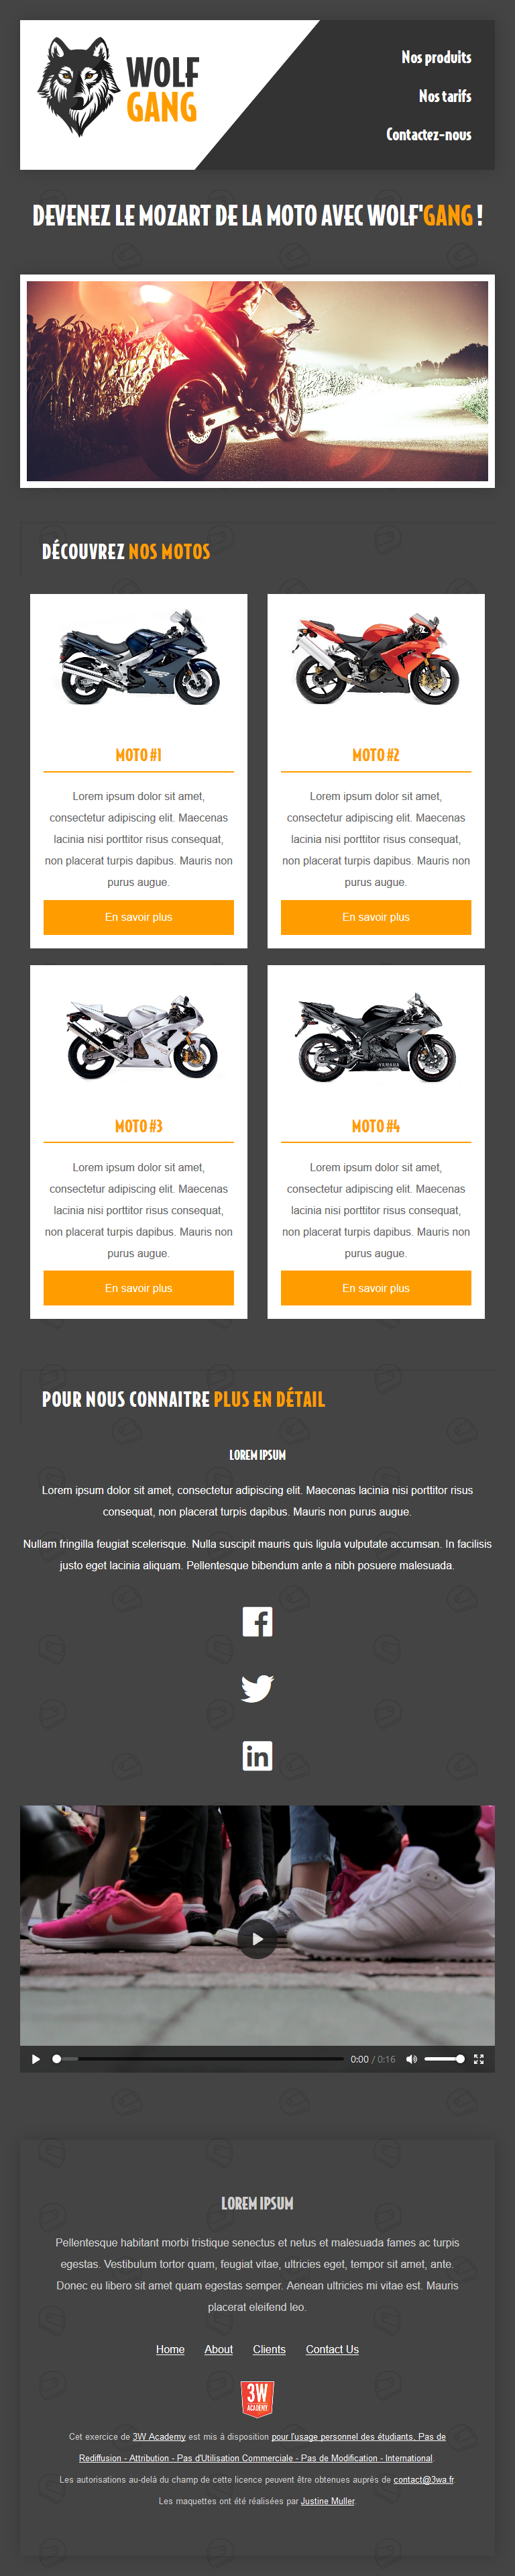 WOLF
GANG
Nos produits
Nos tarifs
Contactez-nous
DEVENEZ LE MOZART DE LA MOTO AVEC WOLF'GANG !
DÉCOUVREZ NOS MOTOS
MOTO #1
Lorem ipsum dolor sit amet,
consectetur adipiscing elit. Maecenas
lacinia nisi porttitor risus consequat,
non placerat turpis dapibus. Mauris non
purus augue.
En savoir plus
MOTO #2
Lorem ipsum dolor sit amet,
consectetur adipiscing elit. Maecenas
lacinia nisi porttitor risus consequat,
non placerat turpis dapibus. Mauris non
purus augue.
En savoir plus
MOTO #3
Lorem ipsum dolor sit amet,
consectetur adipiscing elit. Maecenas
lacinia nisi porttitor risus consequat,
non placerat turpis dapibus. Mauris non
purus augue.
En savoir plus
YAMAHA
MOTO #4
Lorem ipsum dolor sit amet,
consectetur adipiscing elit. Maecenas
lacinia nisi porttitor risus consequat,
non placerat turpis dapibus. Mauris non
purus augue.
En savoir plus
POUR NOUS CONNAITRE PLUS EN DÉTAIL
LOREM IPSUM
Lorem ipsum dolor sit amet, consectetur adipiscing elit. Maecenas lacinia nisi porttitor risus
consequat, non placerat turpis dapibus. Mauris non purus augue.
Nullam fringilla feugiat scelerisque. Nulla suscipit mauris quis ligula vulputate accumsan. In facilisis
justo eget lacinia aliquam. Pellentesque bibendum ante a nibh posuere malesuada.
in
0:00 / 0:16
LOREM IPSUM
Pellentesque habitant morbi tristique senectus et netus et malesuada fames ac turpis
egestas. Vestibulum tortor quam, feugiat vitae, ultricies eget, tempor sit amet, ante.
Donec eu libero sit amet quam egestas semper. Aenean ultricies mi vitae est. Mauris
placerat eleifend leo.
Home About Clients Contact Us
3W
ACADEMY
Cet exercice de 3W Academy est mis à disposition pour l'usage personnel des étudiants. Pas de
Rediffusion - Attribution - Pas d'Utilisation Commerciale - Pas de Modification - International.
Les autorisations au-delà du champ de cette licence peuvent être obtenues auprès de contact@3wa.fr.
Les maquettes ont été réalisées par Justine Muller.